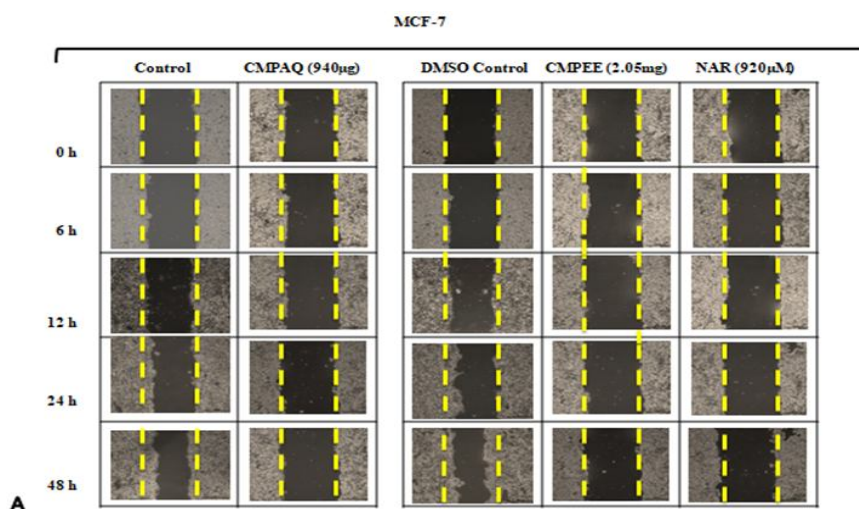 MCF-7
Control CMPAQ (940µg) DMSO Control CMPEE (2.05mg) NAR (920µM)
0 h
6 h
12 h
24 h
48 h
A